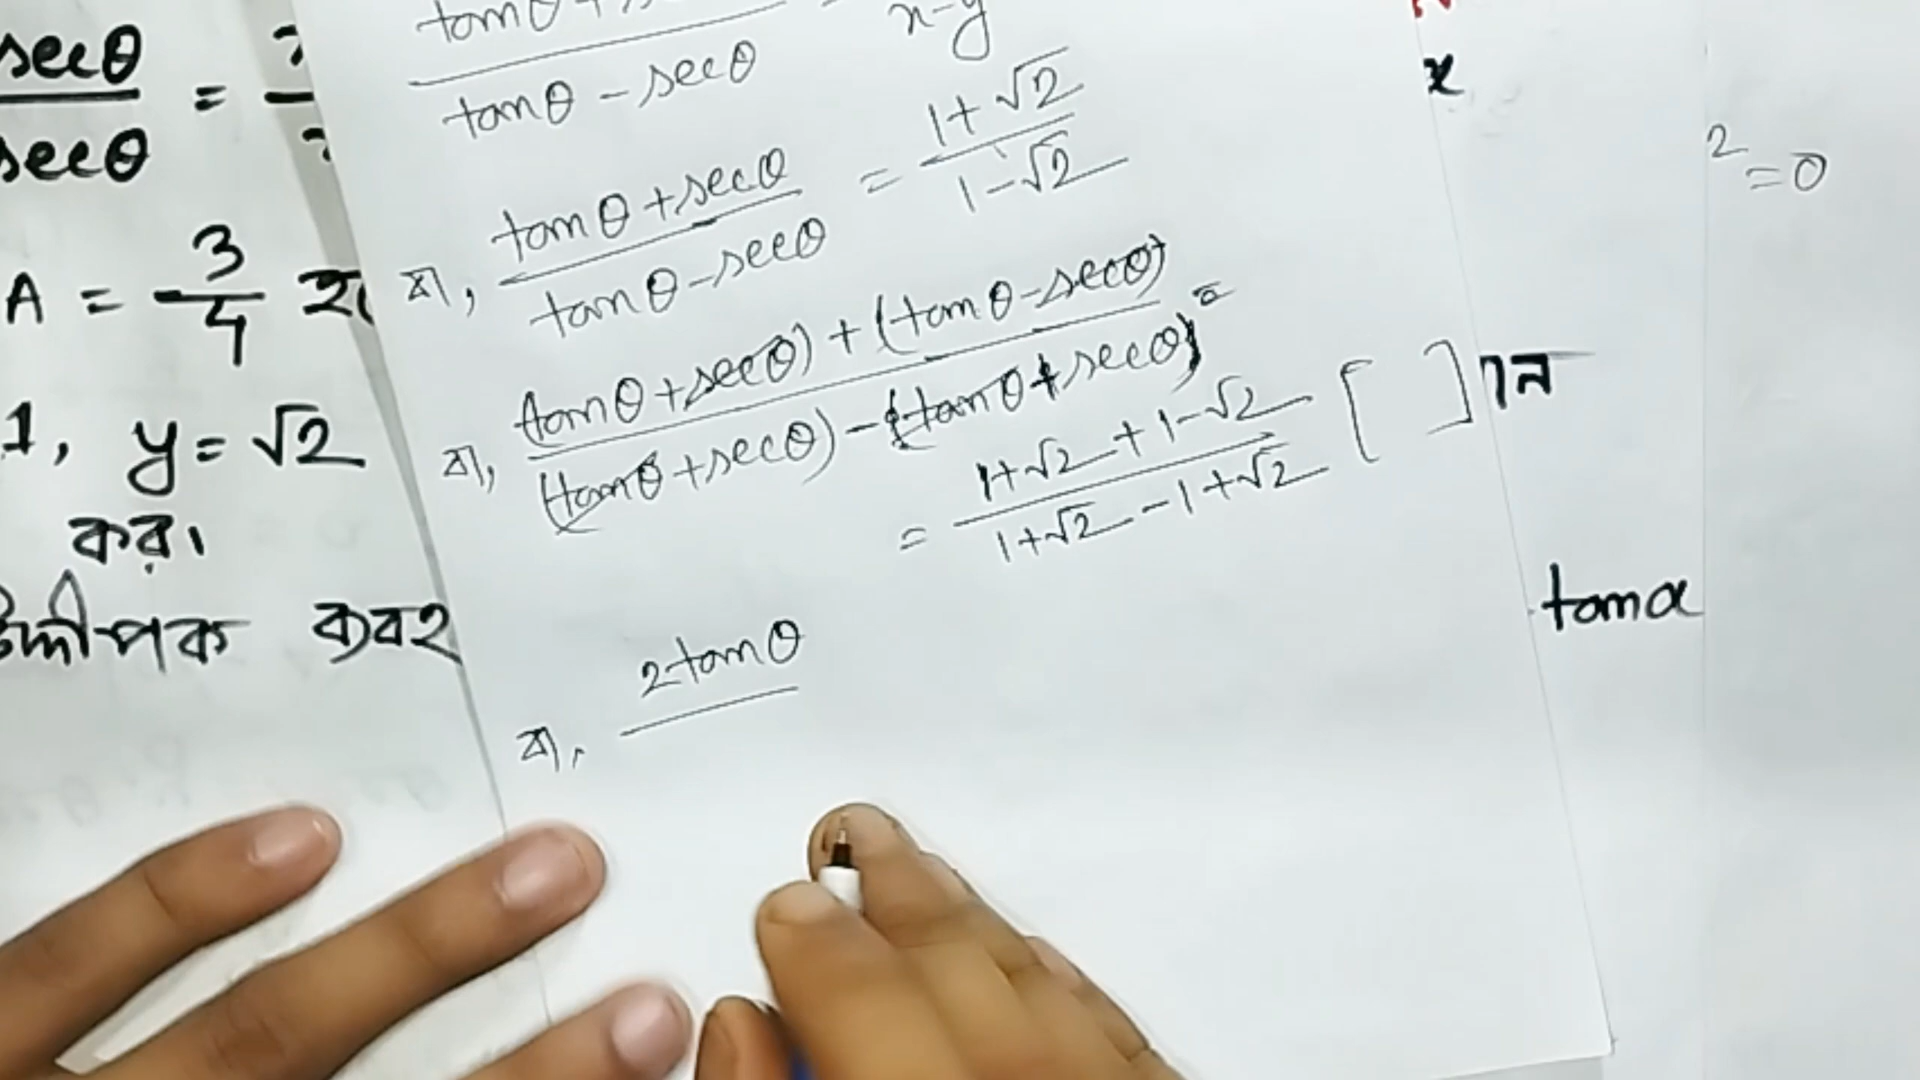 secθ
secθ =
A = 3/4
1, y = √2
কর।
tanθ - secθ
x-y
বা, tanθ + secθ / tanθ - secθ = 1+√2 / 1-√2
বা, (tanθ + secθ) + (tanθ - secθ) / (tanθ + secθ) - (tanθ + secθ) =
= 1+√2+1-√2 / 1+√2-1+√2 [ ]
বা, 2tanθ
x
2 = 0
tanα